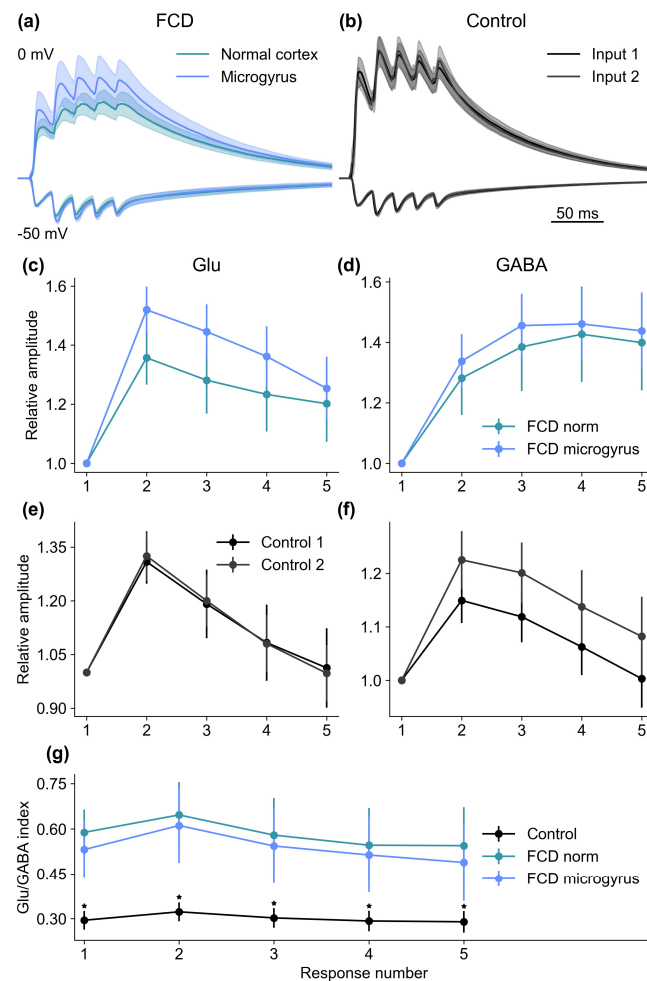 (a) FCD (b) Control
0 mV
Normal cortex
Microgyrus
Input 1
Input 2
-50 mV
50 ms
(c) Glu (d) GABA
Relative amplitude
1.6
1.4
1.2
1.0
1 2 3 4 5
1.6
1.4
1.2
1.0
FCD norm
FCD microgyrus
1 2 3 4 5
(e) (f)
Relative amplitude
1.35
1.20
1.05
0.90
Control 1
Control 2
1 2 3 4 5
1.2
1.1
1.0
1 2 3 4 5
(g)
Glu/GABA index
0.75
0.60
0.45
0.30
Control
FCD norm
FCD microgyrus
1 2 3 4 5
Response number